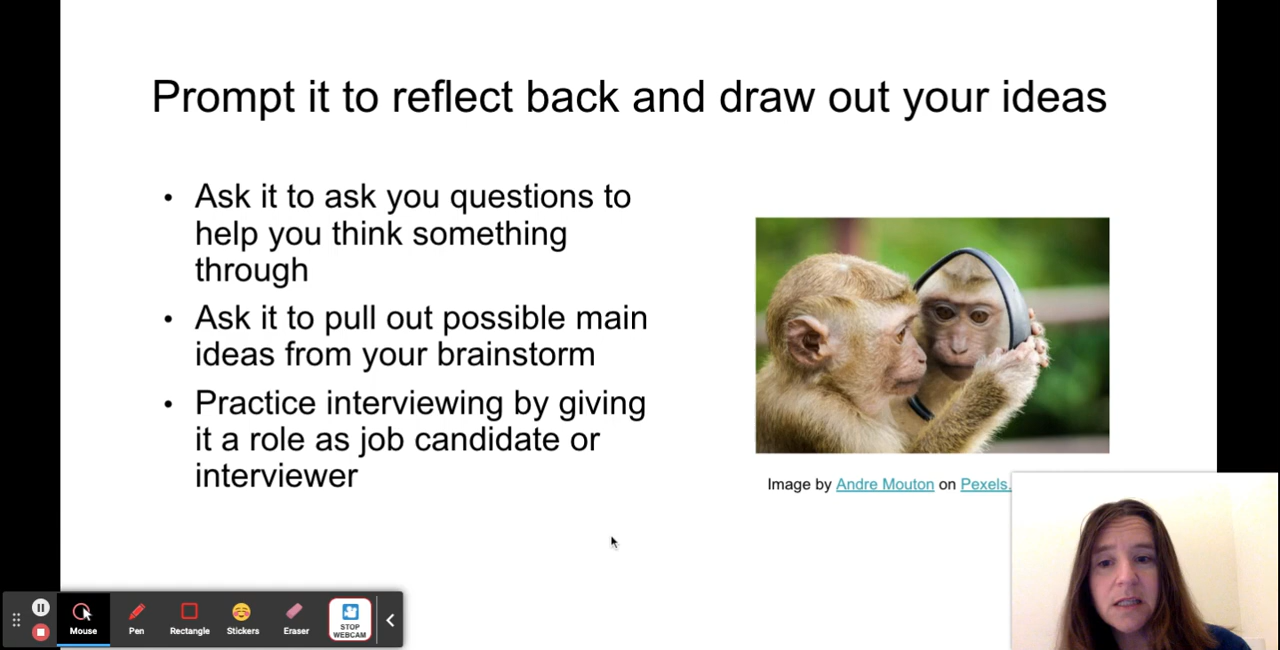 Prompt it to reflect back and draw out your ideas
• Ask it to ask you questions to
help you think something
through
• Ask it to pull out possible main
ideas from your brainstorm
• Practice interviewing by giving
it a role as job candidate or
interviewer
Image by Andre Mouton on Pexels.
Mouse
Pen
Rectangle
Stickers
Eraser
STOP
WEBCAM